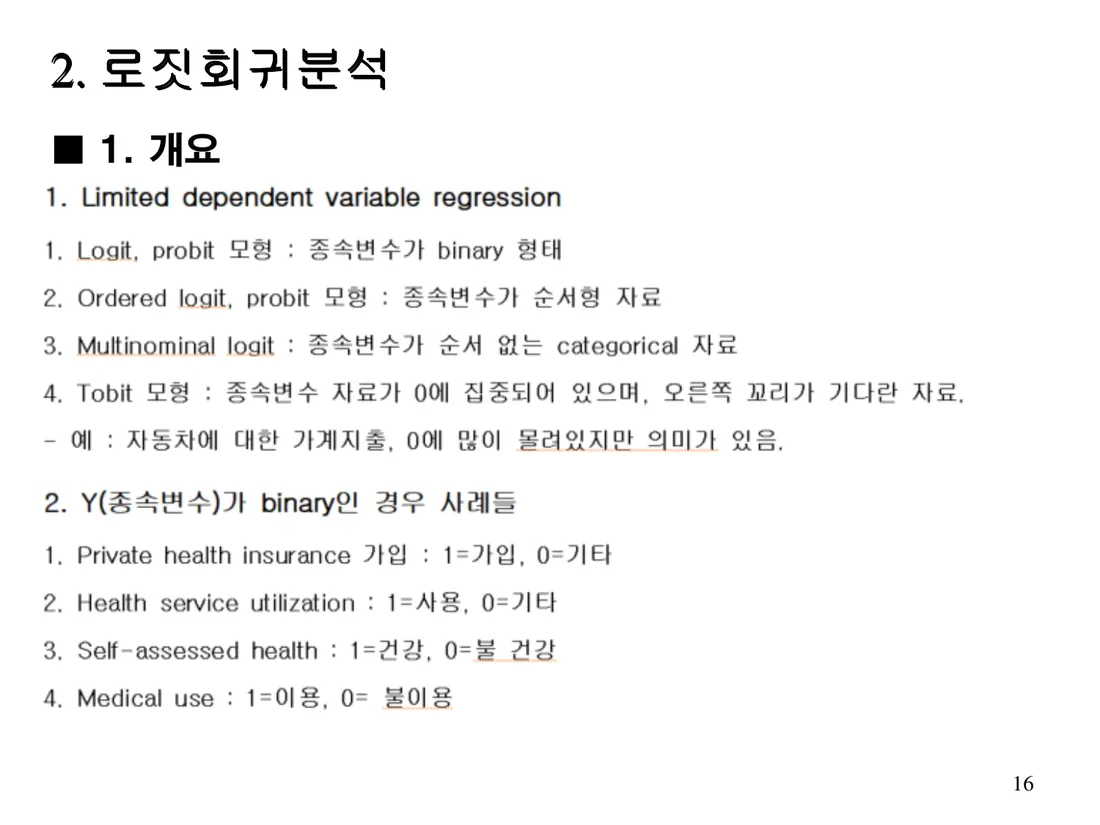 2. 로짓회귀분석
■ 1. 개요
1. Limited dependent variable regression
1. Logit, probit 모형 : 종속변수가 binary 형태
2. Ordered logit, probit 모형 : 종속변수가 순서형 자료
3. Multinominal logit : 종속변수가 순서 없는 categorical 자료
4. Tobit 모형 : 종속변수 자료가 0에 집중되어 있으며, 오른쪽 꼬리가 기다란 자료.
- 예 : 자동차에 대한 가계지출, 0에 많이 몰려있지만 의미가 있음.
2. Y(종속변수)가 binary인 경우 사례들
1. Private health insurance 가입 : 1=가입, 0=기타
2. Health service utilization : 1=사용, 0=기타
3. Self-assessed health : 1=건강, 0=불 건강
4. Medical use : 1=이용, 0= 불이용
16